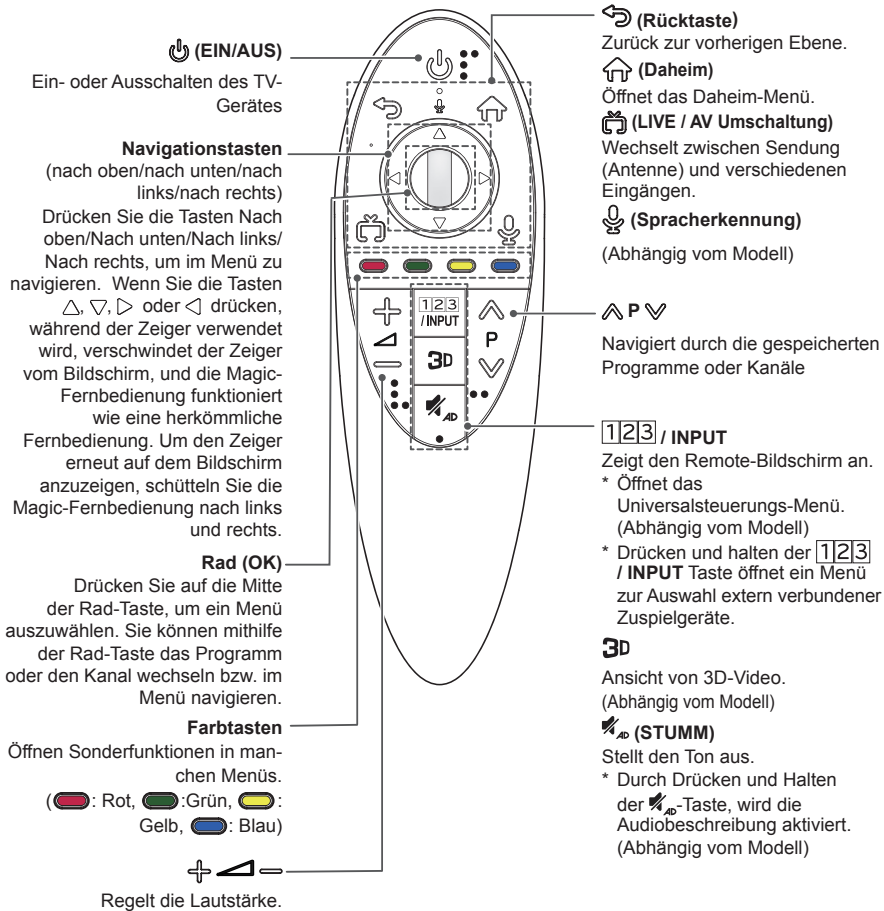 (EIN/AUS)
Ein- oder Ausschalten des TV-
Gerätes
Navigationstasten
(nach oben/nach unten/nach
links/nach rechts)
Drücken Sie die Tasten Nach
oben/Nach unten/Nach links/
Nach rechts, um im Menü zu
navigieren. Wenn Sie die Tasten
△, ▽, ▷ oder ◁ drücken,
während der Zeiger verwendet
wird, verschwindet der Zeiger
vom Bildschirm, und die Magic-
Fernbedienung funktioniert
wie eine herkömmliche
Fernbedienung. Um den Zeiger
erneut auf dem Bildschirm
anzuzeigen, schütteln Sie die
Magic-Fernbedienung nach links
und rechts.
Rad (OK)
Drücken Sie auf die Mitte
der Rad-Taste, um ein Menü
auszuwählen. Sie können mithilfe
der Rad-Taste das Programm
oder den Kanal wechseln bzw. im
Menü navigieren.
Farbtasten
Öffnen Sonderfunktionen in man-
chen Menüs.
( : Rot, :Grün, :
Gelb, : Blau)
Regelt die Lautstärke.
123
/ INPUT
P
3D
AD
(Rücktaste)
Zurück zur vorherigen Ebene.
(Daheim)
Öffnet das Daheim-Menü.
(LIVE / AV Umschaltung)
Wechselt zwischen Sendung
(Antenne) und verschiedenen
Eingängen.
(Spracherkennung)
(Abhängig vom Modell)
P
Navigiert durch die gespeicherten
Programme oder Kanäle
123 / INPUT
Zeigt den Remote-Bildschirm an.
* Öffnet das
Universalsteuerungs-Menü.
(Abhängig vom Modell)
* Drücken und halten der 123
/ INPUT Taste öffnet ein Menü
zur Auswahl extern verbundener
Zuspielgeräte.
3D
Ansicht von 3D-Video.
(Abhängig vom Modell)
AD (STUMM)
Stellt den Ton aus.
* Durch Drücken und Halten
der AD-Taste, wird die
Audiobeschreibung aktiviert.
(Abhängig vom Modell)